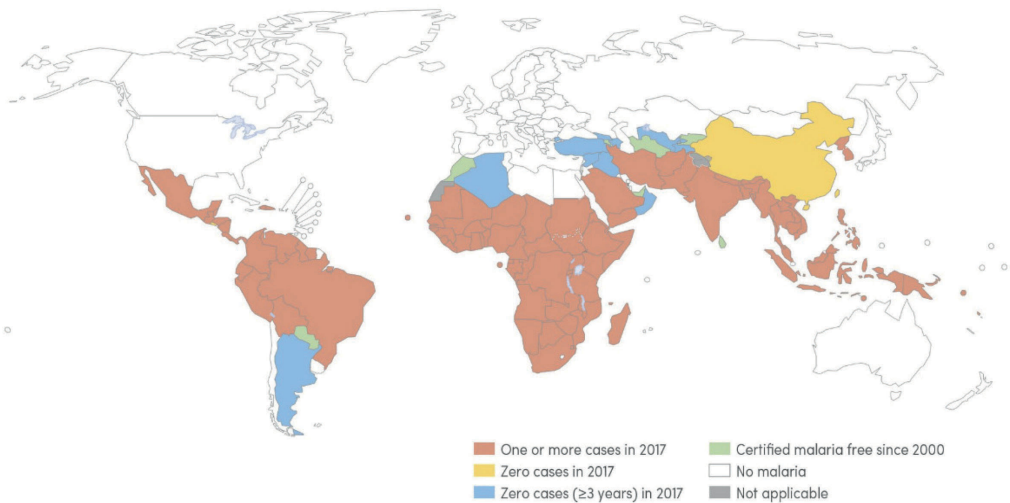 One or more cases in 2017
Zero cases in 2017
Zero cases (≥3 years) in 2017
Certified malaria free since 2000
No malaria
Not applicable